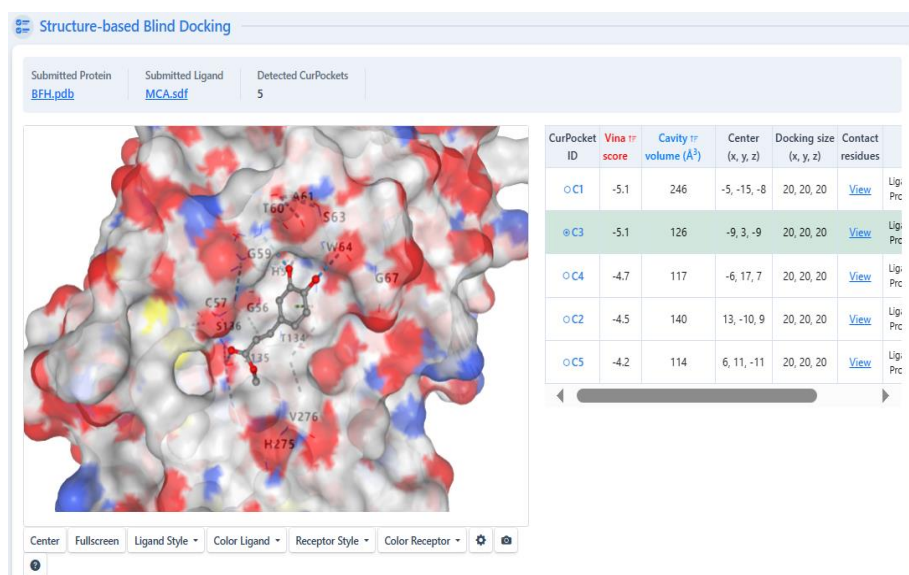 Structure-based Blind Docking
Submitted Protein Submitted Ligand Detected CurPockets
BFH.pdb MCA.sdf 5
A61
T60
S63
W64
G59
G67
C57
G56
S136
T134
V276
H275
CurPocket ID Vina score Cavity volume (Å³) Center (x, y, z) Docking size (x, y, z) Contact residues
C1 -5.1 246 -5, -15, -8 20, 20, 20 View
C3 -5.1 126 -9, 3, -9 20, 20, 20 View
C4 -4.7 117 -6, 17, 7 20, 20, 20 View
C2 -4.5 140 13, -10, 9 20, 20, 20 View
C5 -4.2 114 6, 11, -11 20, 20, 20 View
Center Fullscreen Ligand Style Color Ligand Receptor Style Color Receptor